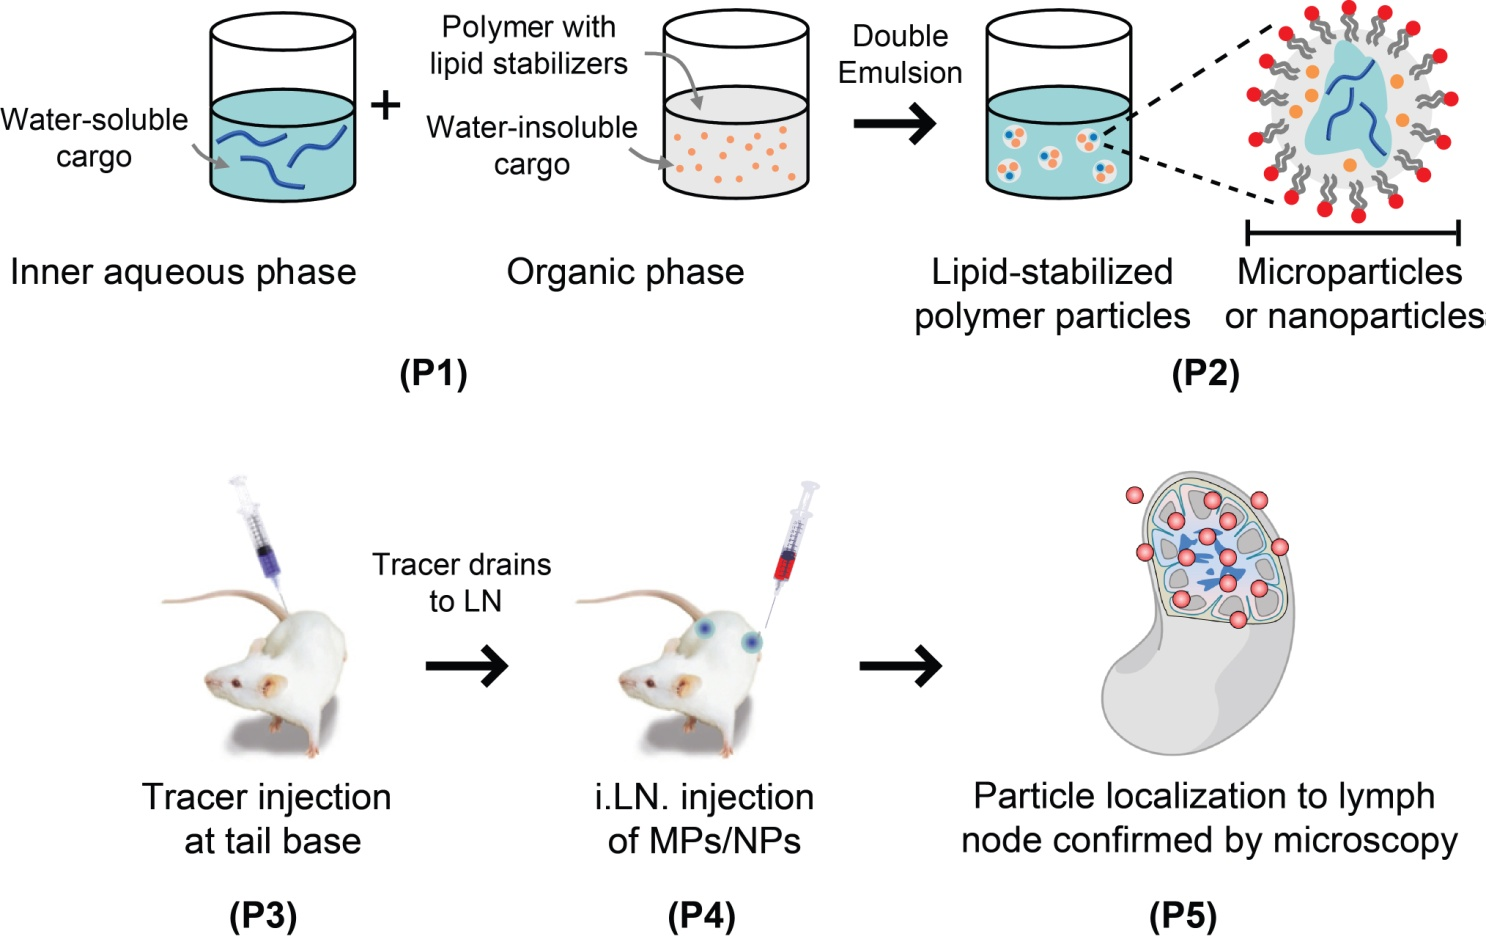 Polymer with
lipid stabilizers
Water-soluble
cargo
+
Water-insoluble
cargo
Double
Emulsion
Inner aqueous phase
Organic phase
Lipid-stabilized
polymer particles
Microparticles
or nanoparticles
(P1)
(P2)
Tracer drains
to LN
Tracer injection
at tail base
i.LN. injection
of MPs/NPs
Particle localization to lymph
node confirmed by microscopy
(P3)
(P4)
(P5)